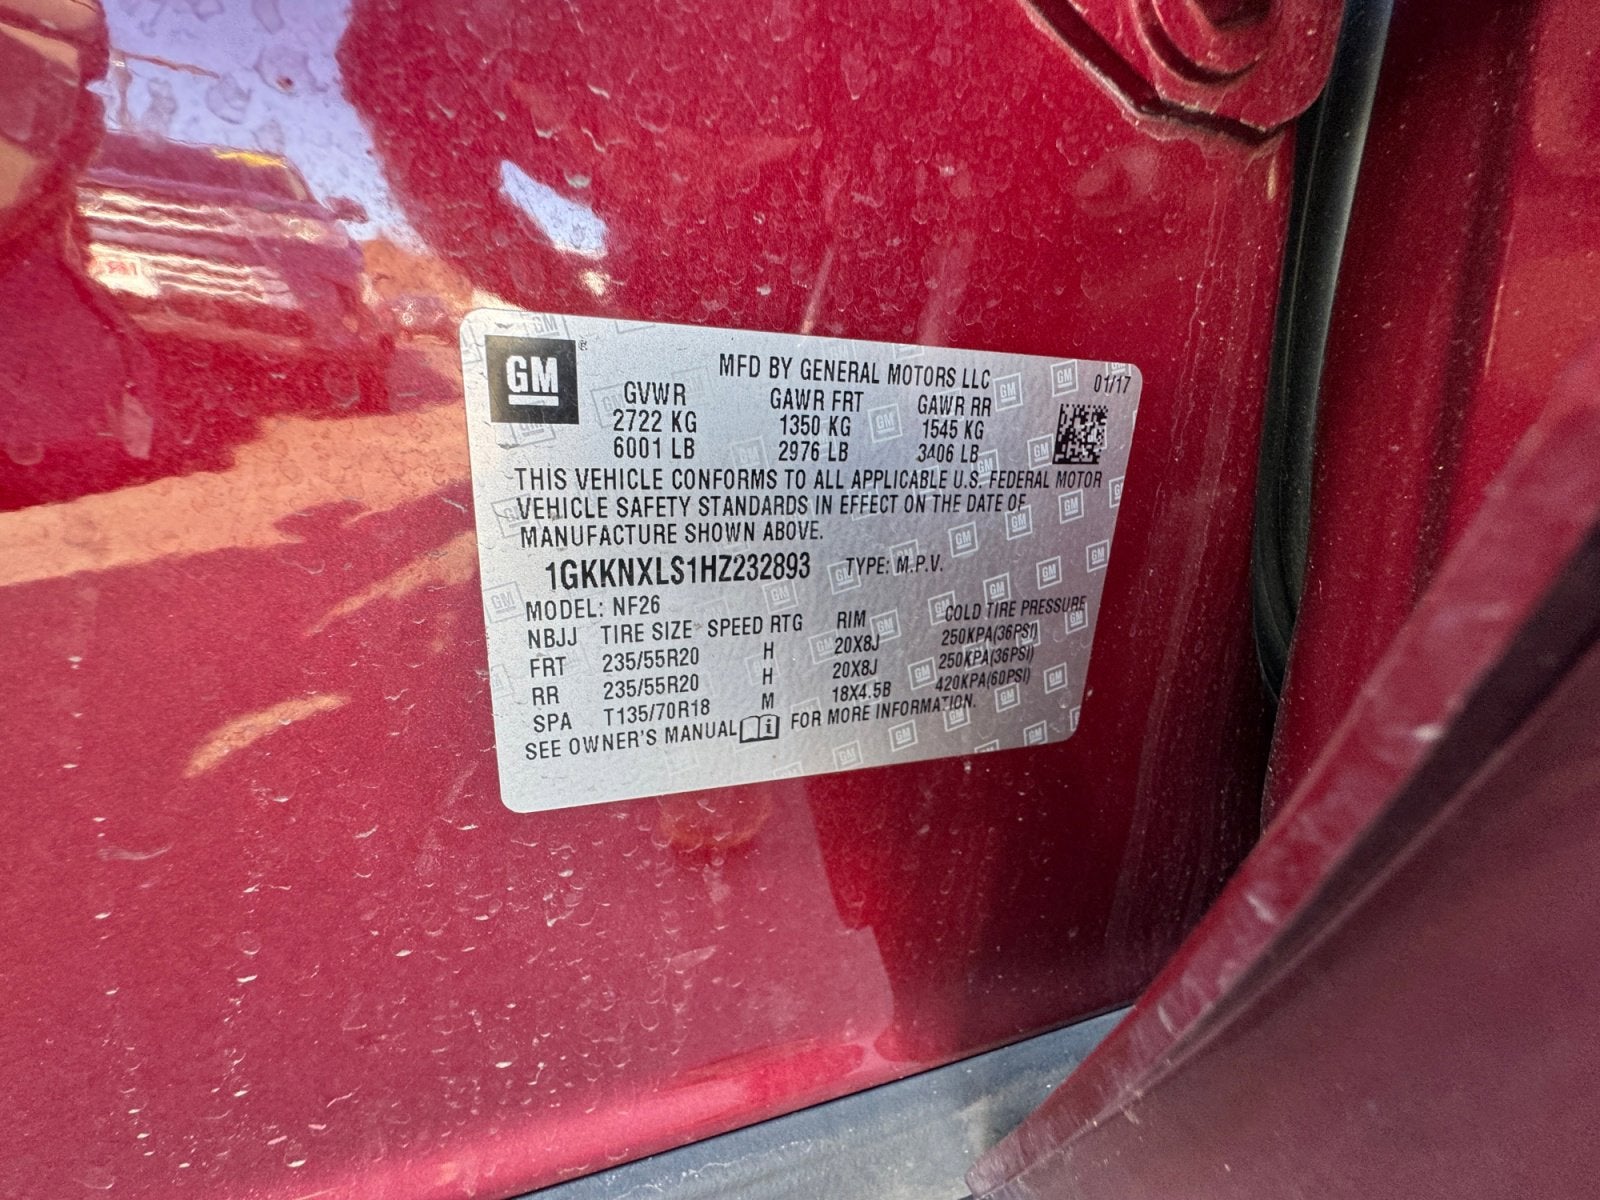 GM ®
MFD BY GENERAL MOTORS LLC 01/17
GVWR GAWR FRT GAWR RR
2722 KG 1350 KG 1545 KG
6001 LB 2976 LB 3406 LB
THIS VEHICLE CONFORMS TO ALL APPLICABLE U.S. FEDERAL MOTOR
VEHICLE SAFETY STANDARDS IN EFFECT ON THE DATE OF
MANUFACTURE SHOWN ABOVE.
1GKKNXLS1HZ232893 TYPE: M.P.V.
MODEL: NF26
NBJJ TIRE SIZE SPEED RTG RIM COLD TIRE PRESSURE
FRT 235/55R20 H 20X8J 250KPA(36PSI)
RR 235/55R20 H 20X8J 250KPA(36PSI)
SPA T135/70R18 M 18X4.5B 420KPA(60PSI)
SEE OWNER'S MANUAL FOR MORE INFORMATION.